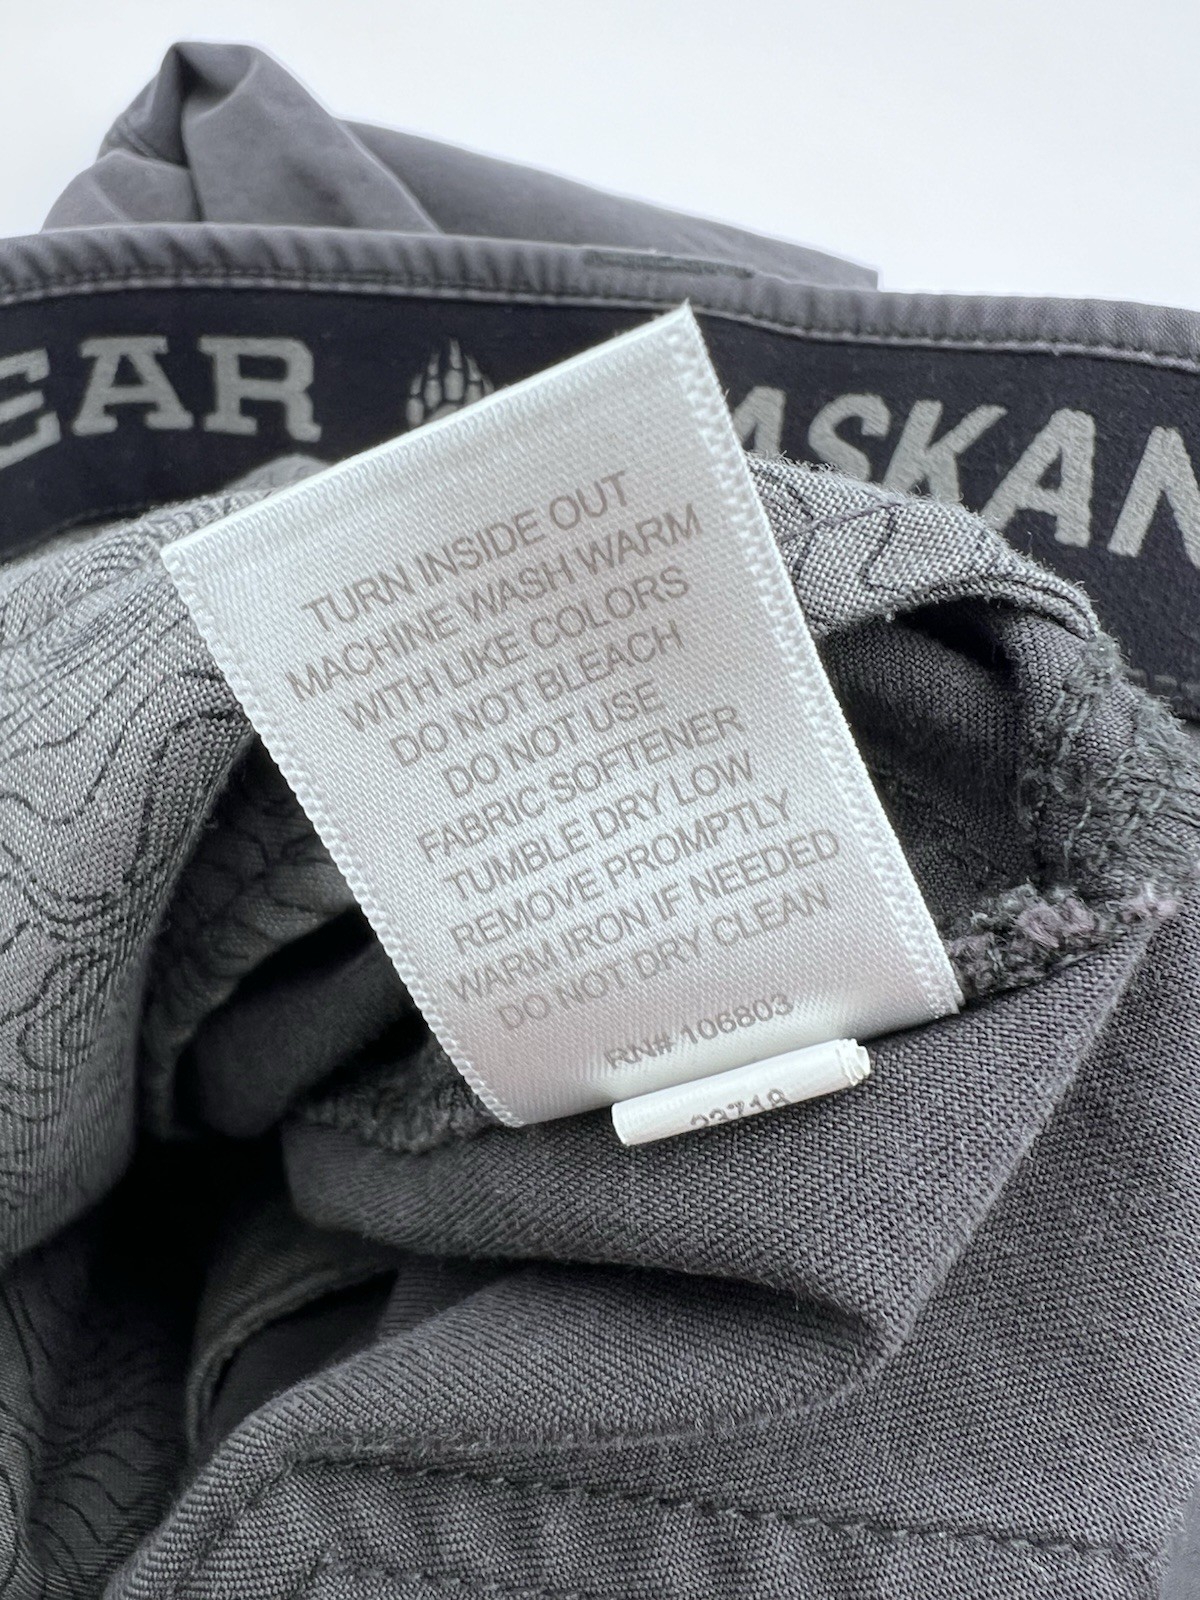 EAR ASKAN
TURN INSIDE OUT
MACHINE WASH WARM
WITH LIKE COLORS
DO NOT BLEACH
DO NOT USE
FABRIC SOFTENER
TUMBLE DRY LOW
REMOVE PROMPTLY
WARM IRON IF NEEDED
DO NOT DRY CLEAN
RN# 106803
23718